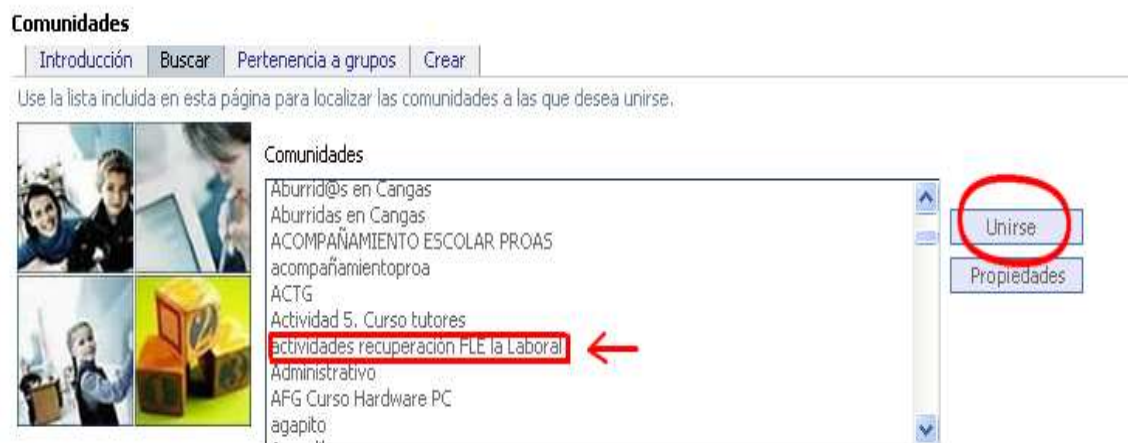 Comunidades
Introducción Buscar Pertenencia a grupos Crear
Use la lista incluida en esta página para localizar las comunidades a las que desea unirse.
Comunidades
Aburrid@s en Cangas
Aburridas en Cangas
ACOMPAÑAMIENTO ESCOLAR PROAS
acompañamientoproa
ACTG
Actividad 5. Curso tutores
actividades recuperación FLE la Laboral
Administrativo
AFG Curso Hardware PC
agapito
Unirse
Propiedades